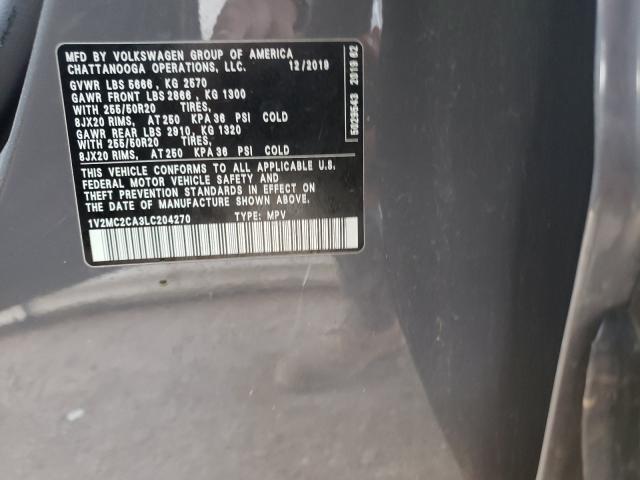 MFD BY VOLKSWAGEN GROUP OF AMERICA
CHATTANOOGA OPERATIONS, LLC. 12/2019
GVWR LBS 5666 , KG 2570
GAWR FRONT LBS 2866 , KG 1300
WITH 255/50R20 TIRES,
8JX20 RIMS, AT 250 KPA 36 PSI COLD
GAWR REAR LBS 2910, KG 1320
WITH 255/50R20 TIRES,
8JX20 RIMS, AT 250 KPA 36 PSI COLD
THIS VEHICLE CONFORMS TO ALL APPLICABLE U.S.
FEDERAL MOTOR VEHICLE SAFETY AND
THEFT PREVENTION STANDARDS IN EFFECT ON
THE DATE OF MANUFACTURE SHOWN ABOVE.
1V2MC2CA3LC204270 TYPE: MPV
5029543 2019 62